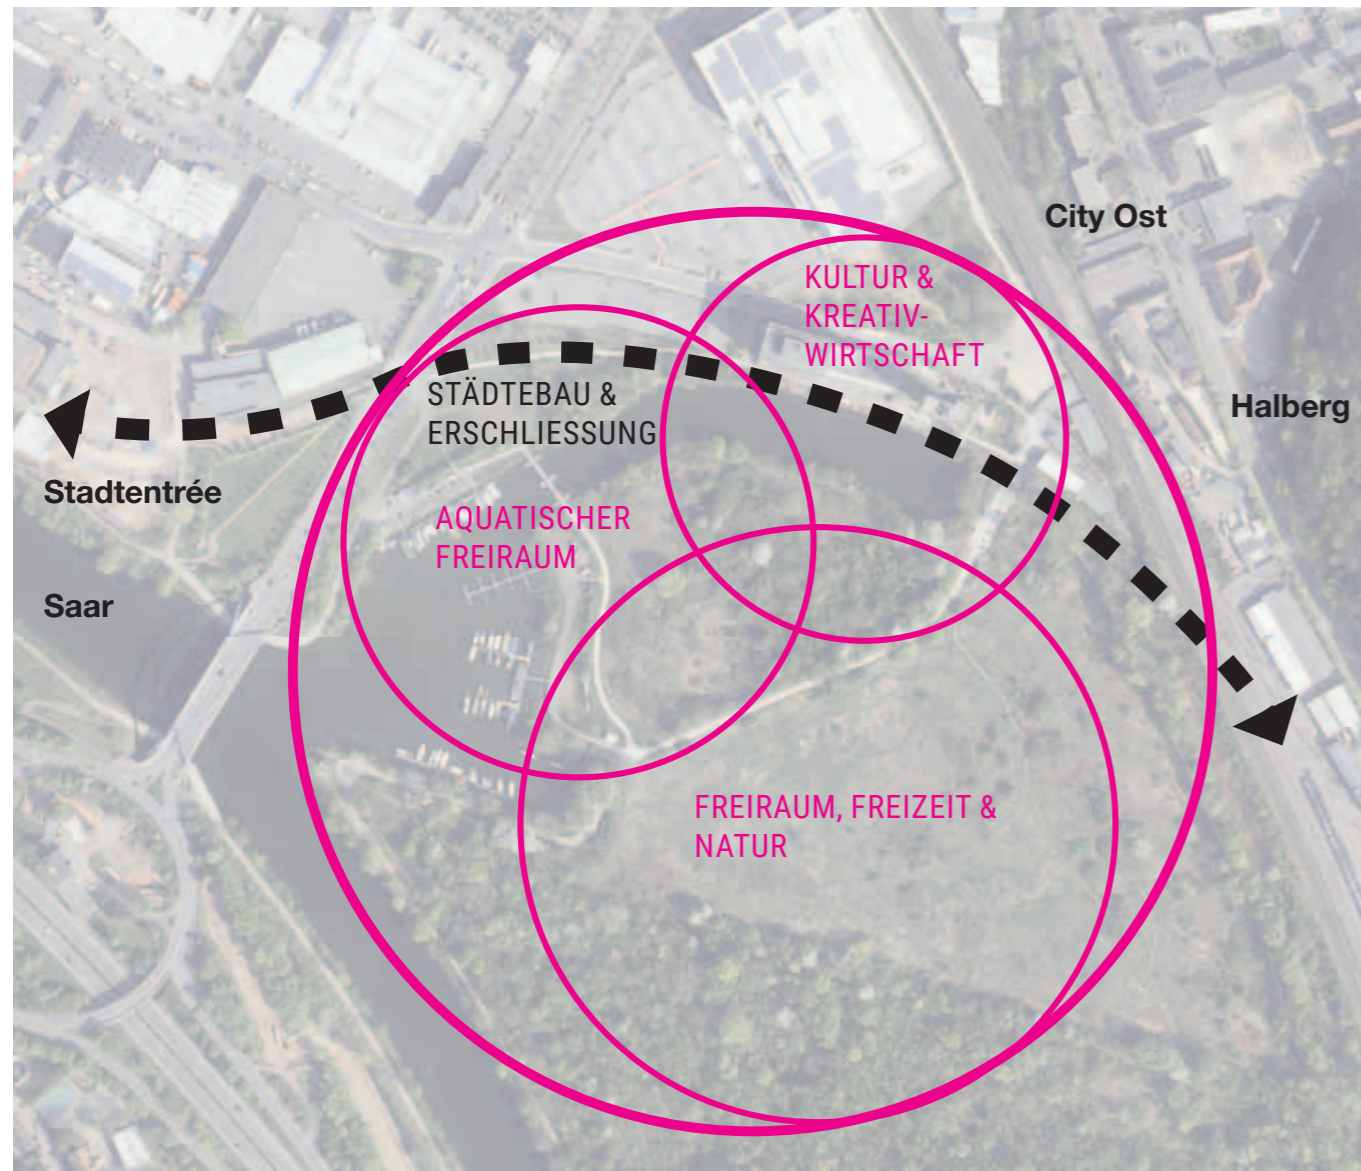 City Ost
KULTUR &
KREATIV-
WIRTSCHAFT
STÄDTEBAU &
ERSCHLIESSUNG
Halberg
Stadtentrée
AQUATISCHER
FREIRAUM
Saar
FREIRAUM, FREIZEIT &
NATUR